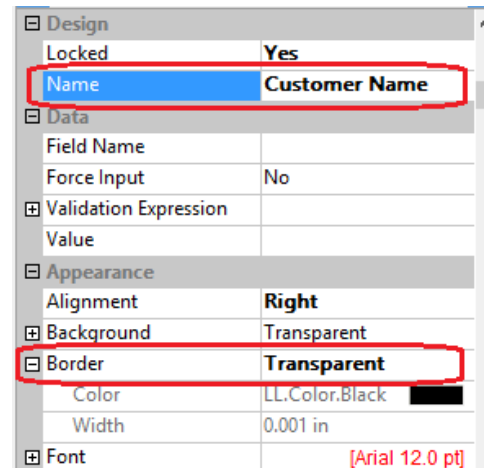 Design
Locked Yes
Name Customer Name
Data
Field Name
Force Input No
Validation Expression
Value
Appearance
Alignment Right
Background Transparent
Border Transparent
Color LL.Color.Black
Width 0.001 in
Font [Arial 12.0 pt]